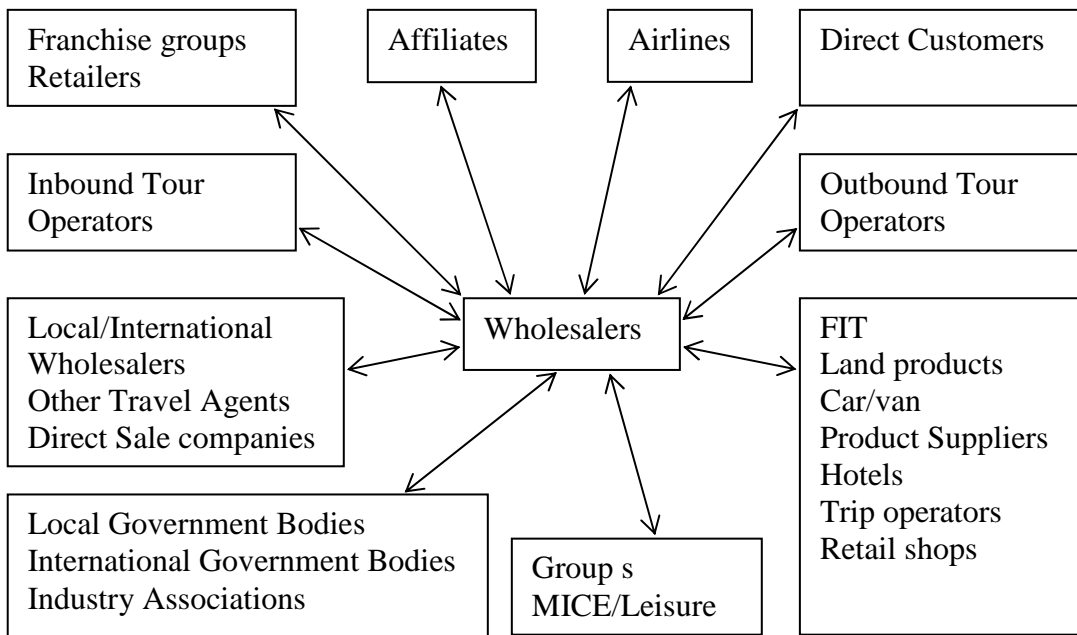 Franchise groups
Retailers
Affiliates
Airlines
Direct Customers
Inbound Tour
Operators
Outbound Tour
Operators
Wholesalers
Local/International
Wholesalers
Other Travel Agents
Direct Sale companies
FIT
Land products
Car/van
Product Suppliers
Hotels
Trip operators
Retail shops
Local Government Bodies
International Government Bodies
Industry Associations
Group s
MICE/Leisure